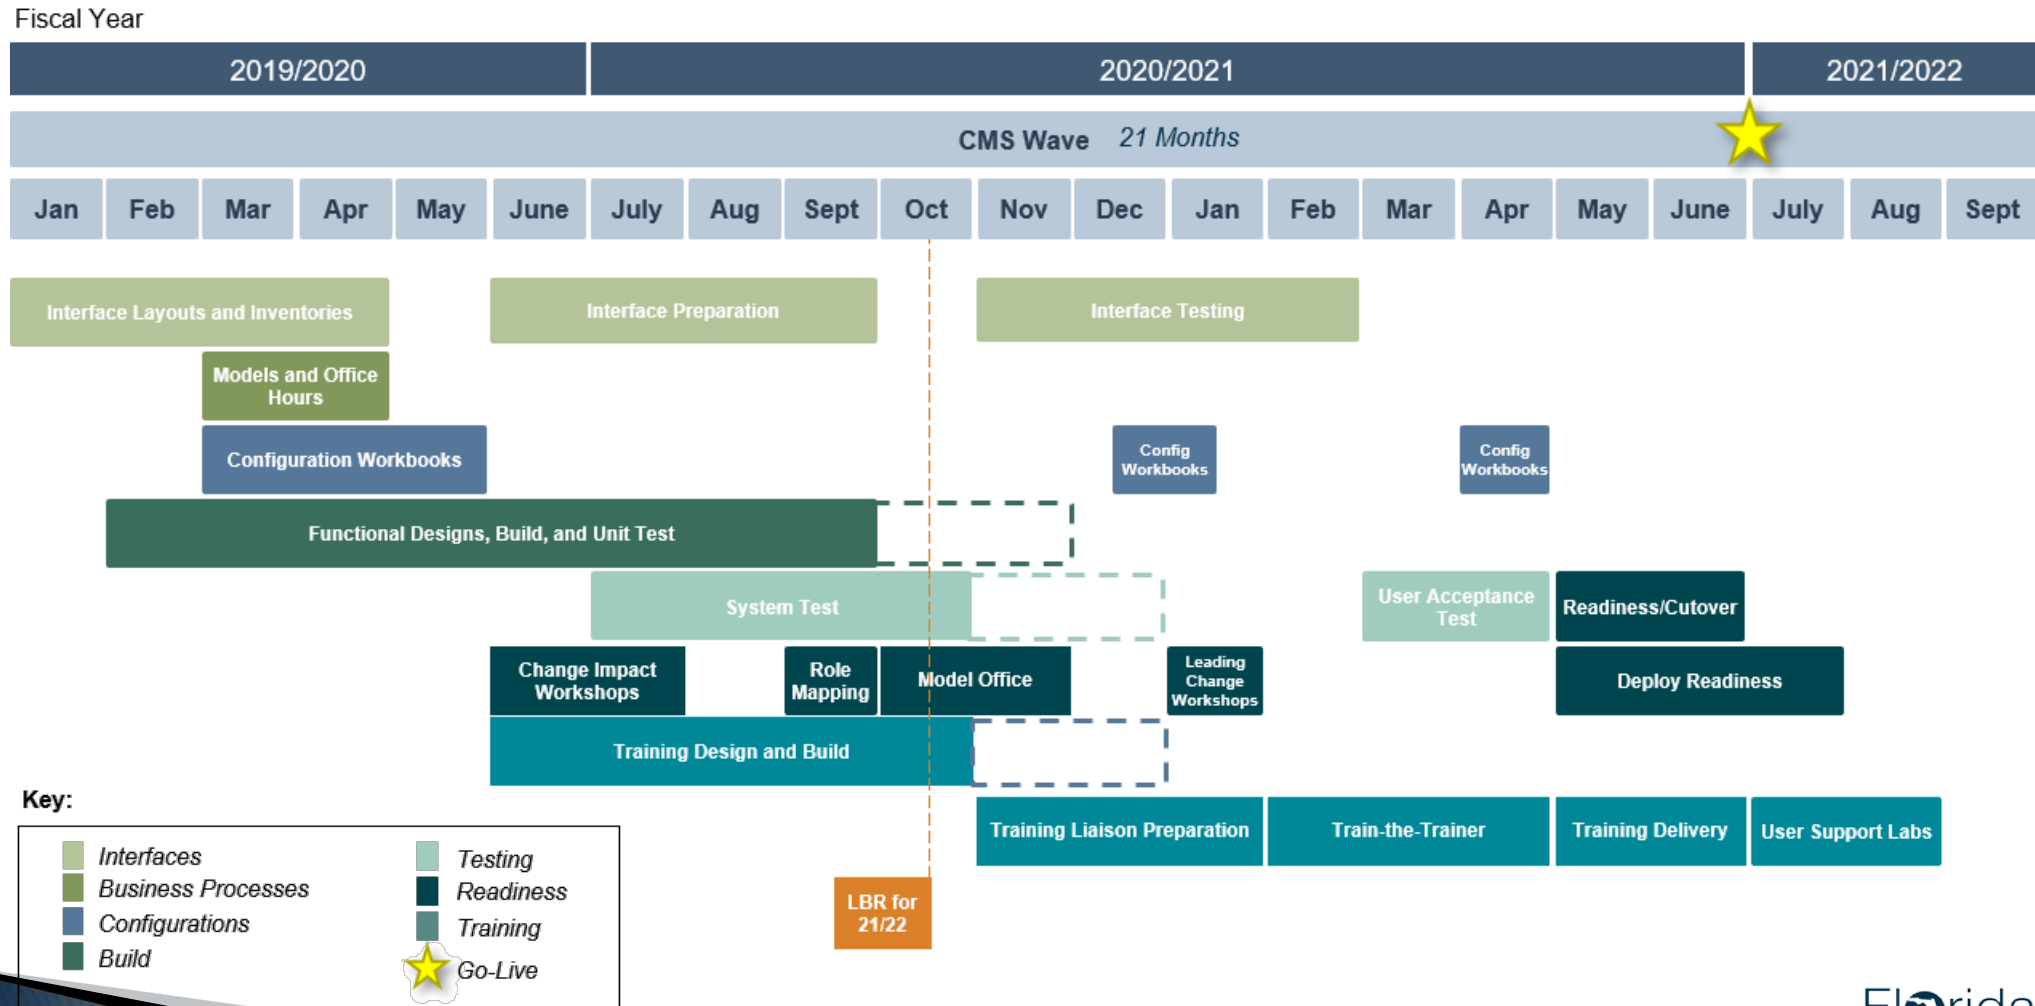 Fiscal Year
2019/2020 2020/2021 2021/2022
CMS Wave 21 Months
Jan Feb Mar Apr May June July Aug Sept Oct Nov Dec Jan Feb Mar Apr May June July Aug Sept
Interface Layouts and Inventories
Interface Preparation
Interface Testing
Models and Office
Hours
Configuration Workbooks
Config
Workbooks
Config
Workbooks
Functional Designs, Build, and Unit Test
System Test
User Acceptance
Test
Readiness/Cutover
Change Impact
Workshops
Role
Mapping
Model Office
Leading
Change
Workshops
Deploy Readiness
Training Design and Build
Training Liaison Preparation
Train-the-Trainer
Training Delivery
User Support Labs
LBR for
21/22
Key:
Interfaces
Business Processes
Configurations
Build
Testing
Readiness
Training
Go-Live